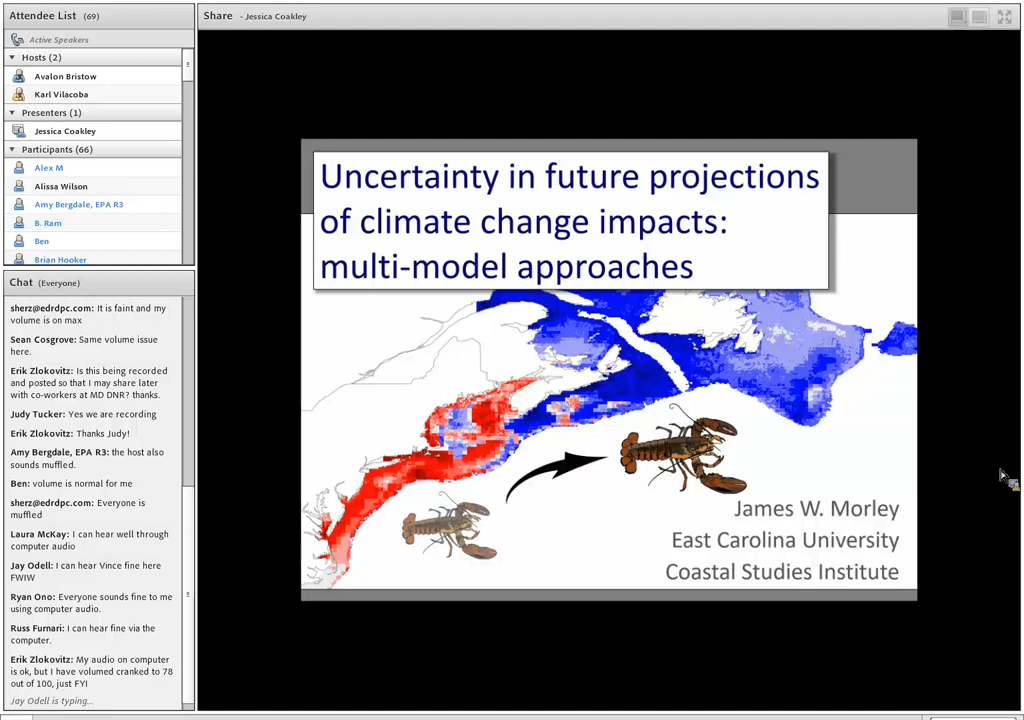 Attendee List (69)
Active Speakers
Hosts (2)
Avalon Bristow
Karl Vilacoba
Presenters (1)
Jessica Coakley
Participants (66)
Alex M
Alissa Wilson
Amy Bergdale, EPA R3
B. Ram
Ben
Brian Hooker
Chat (Everyone)
sherz@edrdpc.com: It is faint and my
volume is on max
Sean Cosgrove: Same volume issue
here.
Erik Zlokovitz: Is this being recorded
and posted so that I may share later
with co-workers at MD DNR? thanks.
Judy Tucker: Yes we are recording
Erik Zlokovitz: Thanks Judy!
Amy Bergdale, EPA R3: the host also
sounds muffled.
Ben: volume is normal for me
sherz@edrdpc.com: Everyone is
muffled
Laura McKay: I can hear well through
computer audio
Jay Odell: I can hear Vince fine here
FWIW
Ryan Ono: Everyone sounds fine to me
using computer audio.
Russ Furnari: I can hear fine via the
computer.
Erik Zlokovitz: My audio on computer
is ok, but I have volumed cranked to 78
out of 100, just FYI
Jay Odell is typing...
Share - Jessica Coakley
Uncertainty in future projections
of climate change impacts:
multi-model approaches
James W. Morley
East Carolina University
Coastal Studies Institute